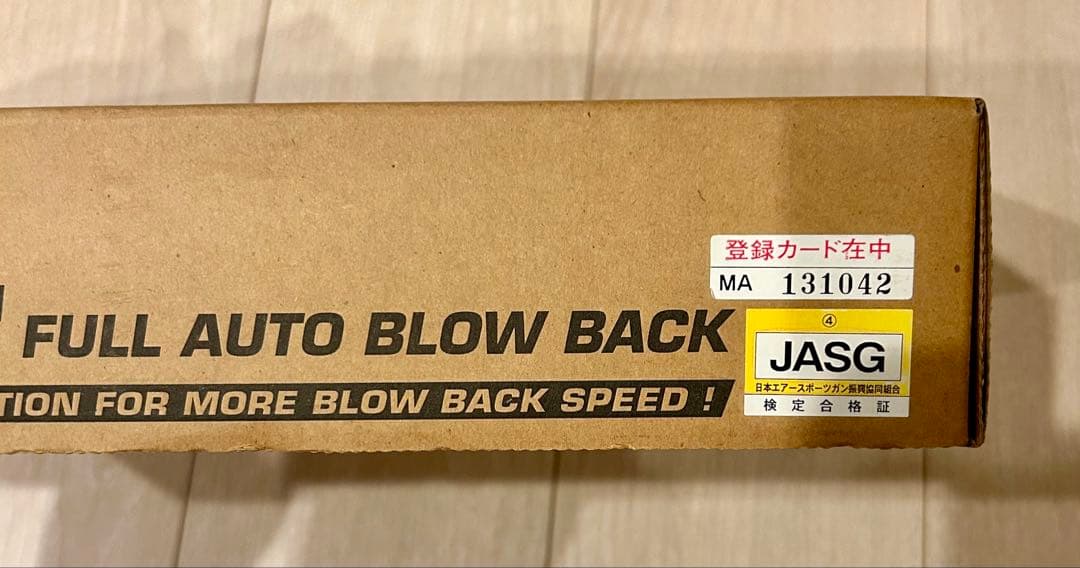 登録カード在中
MA 131042
FULL AUTO BLOW BACK
TION FOR MORE BLOW BACK SPEED !
④
JASG
日本エアースポーツガン振興協同組合
検定合格証